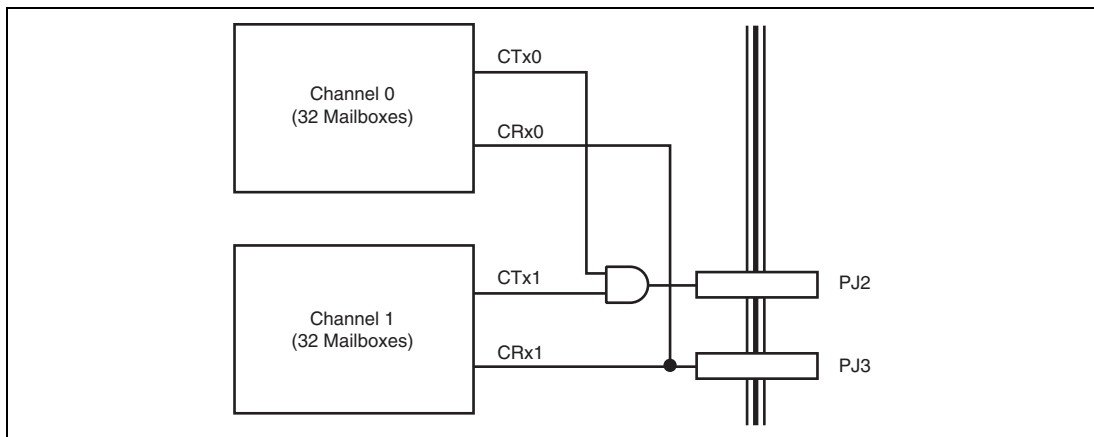 CTx0
Channel 0
(32 Mailboxes)
CRx0
CTx1
PJ2
Channel 1
(32 Mailboxes)
CRx1
PJ3